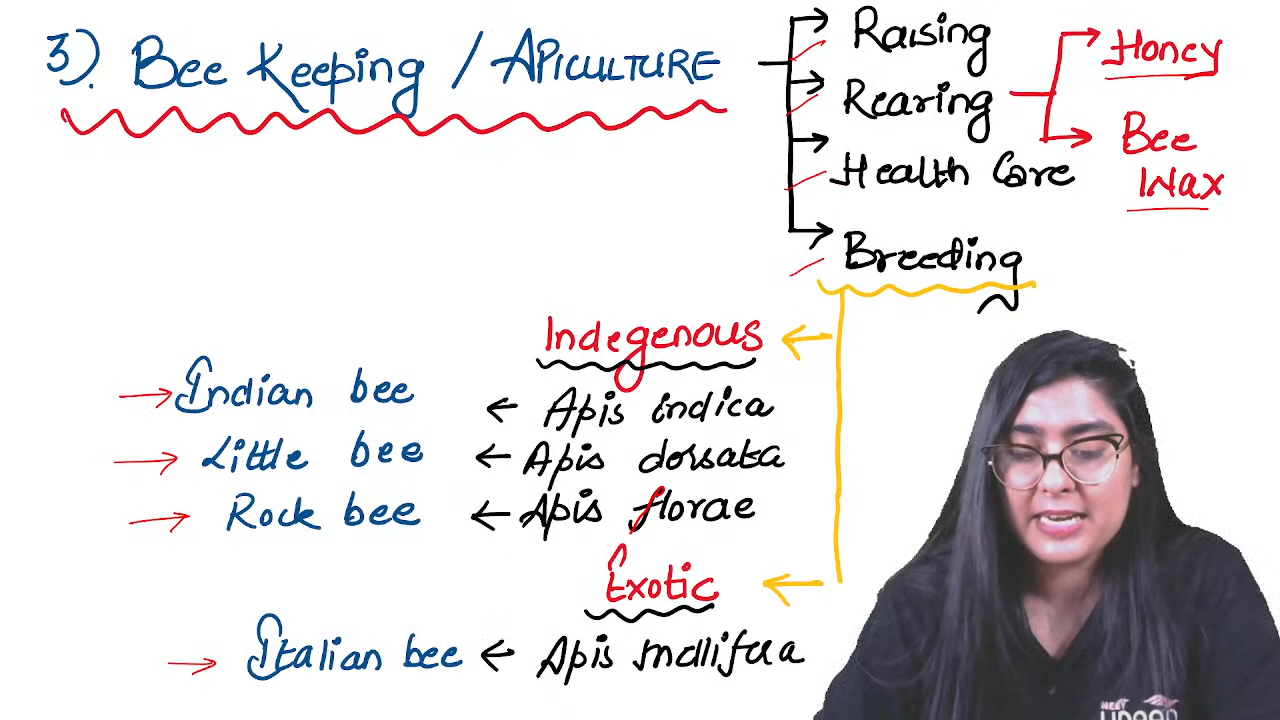 3). Bee Keeping / APICULTURE
Raising
Rearing
Honey
Bee
Wax
Health Care
Breeding
Indegenous
Indian bee ← Apis indica
Little bee ← Apis dorsata
Rock bee ← Apis florae
Exotic
Italian bee ← Apis mellifera
NEET